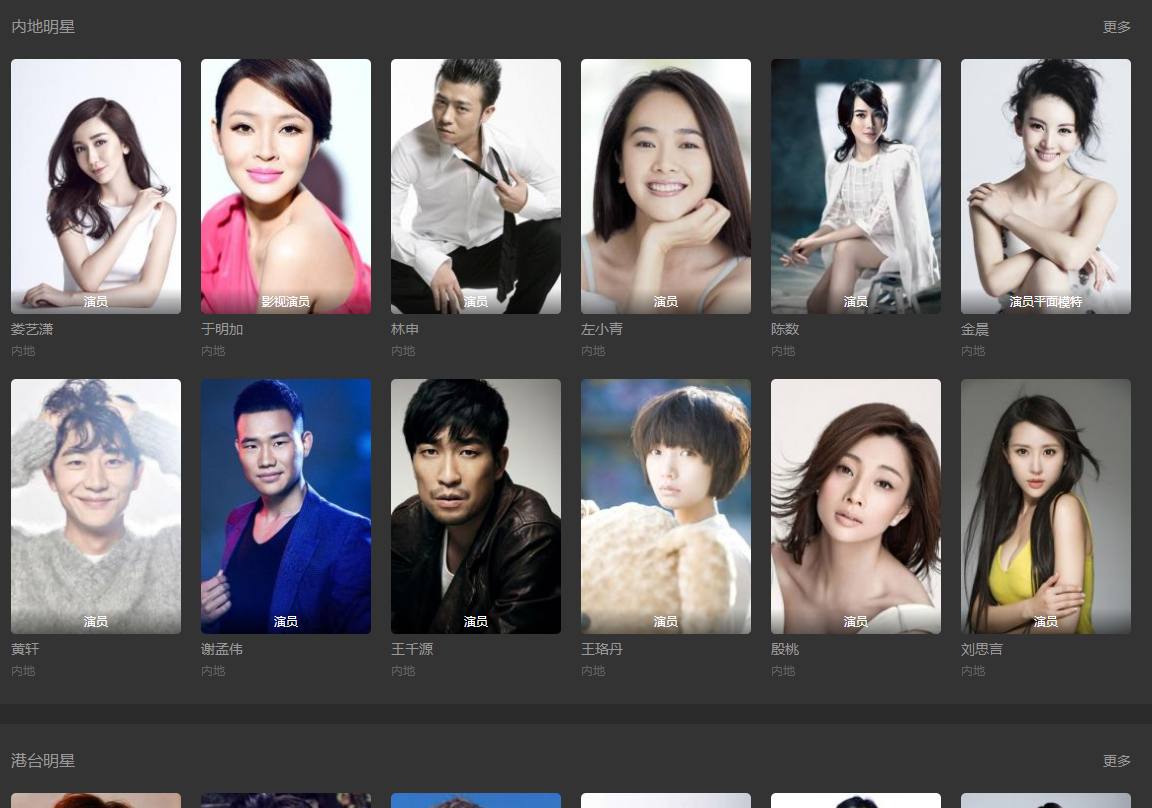 内地明星
更多
演员
影视演员
演员
演员
演员
演员平面模特
娄艺潇
于明加
林申
左小青
陈数
金晨
内地
内地
内地
内地
内地
内地
演员
演员
演员
演员
演员
演员
黄轩
谢孟伟
王千源
王珞丹
殷桃
刘思言
内地
内地
内地
内地
内地
内地
港台明星
更多